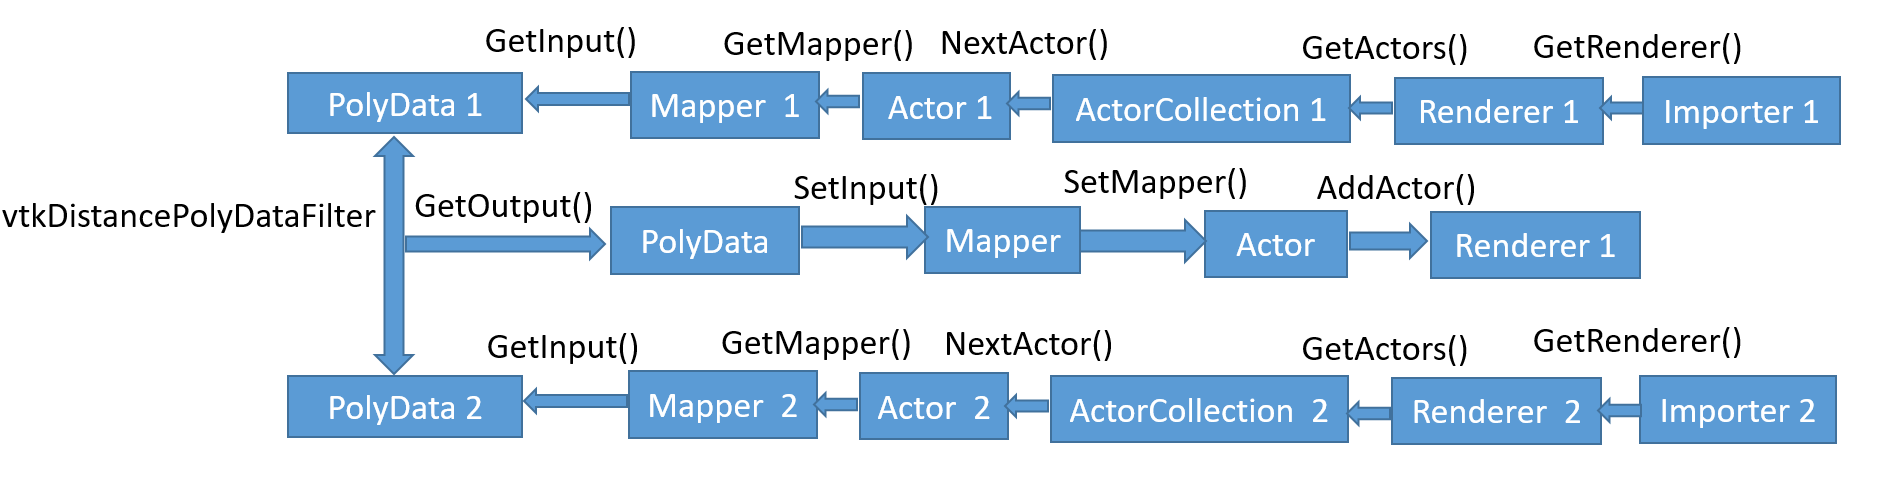 GetInput()
GetMapper()
NextActor()
GetActors()
GetRenderer()
PolyData 1
Mapper 1
Actor 1
ActorCollection 1
Renderer 1
Importer 1
vtkDistancePolyDataFilter
GetOutput()
SetInput()
SetMapper()
AddActor()
PolyData
Mapper
Actor
Renderer 1
GetInput()
GetMapper()
NextActor()
GetActors()
GetRenderer()
PolyData 2
Mapper 2
Actor 2
ActorCollection 2
Renderer 2
Importer 2